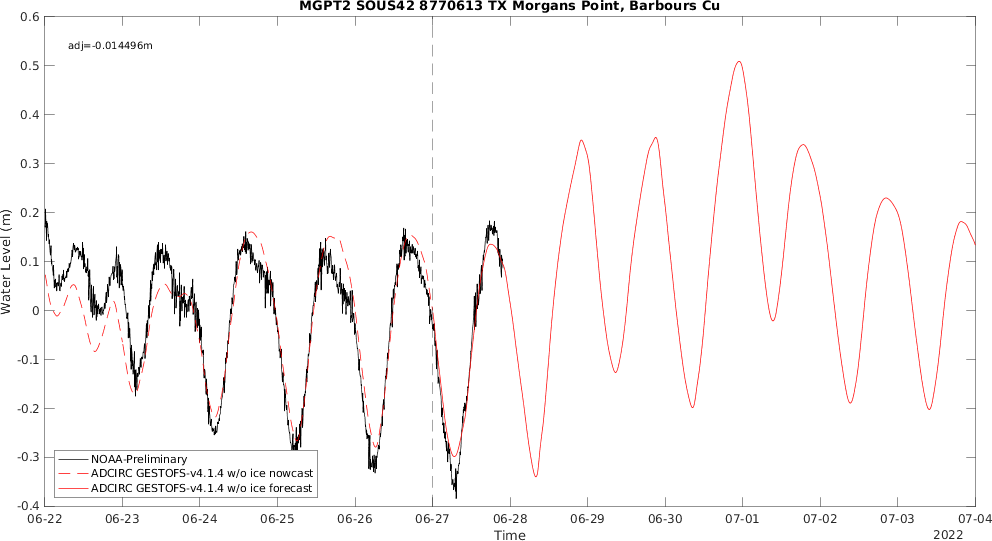 MGPT2 SOUS42 8770613 TX Morgans Point, Barbours Cu
adj=-0.014496m
Water Level (m)
0.6
0.5
0.4
0.3
0.2
0.1
0
-0.1
-0.2
-0.3
-0.4
NOAA-Preliminary
ADCIRC GESTOFS-v4.1.4 w/o ice nowcast
ADCIRC GESTOFS-v4.1.4 w/o ice forecast
06-22 06-23 06-24 06-25 06-26 06-27 06-28 06-29 06-30 07-01 07-02 07-03 07-04
Time
2022